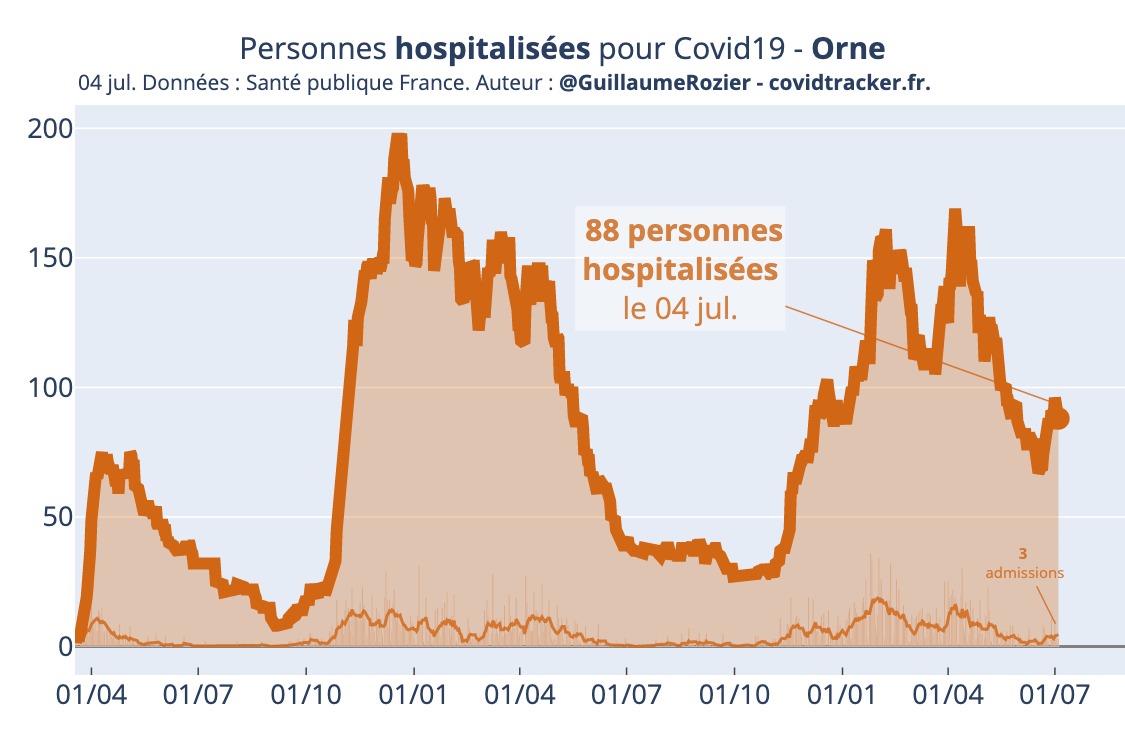 Personnes hospitalisées pour Covid19 - Orne
04 jul. Données : Santé publique France. Auteur : @GuillaumeRozier - covidtracker.fr.
200
150
100
50
0
88 personnes
hospitalisées
le 04 jul.
3
admissions
01/04 01/07 01/10 01/01 01/04 01/07 01/10 01/01 01/04 01/07